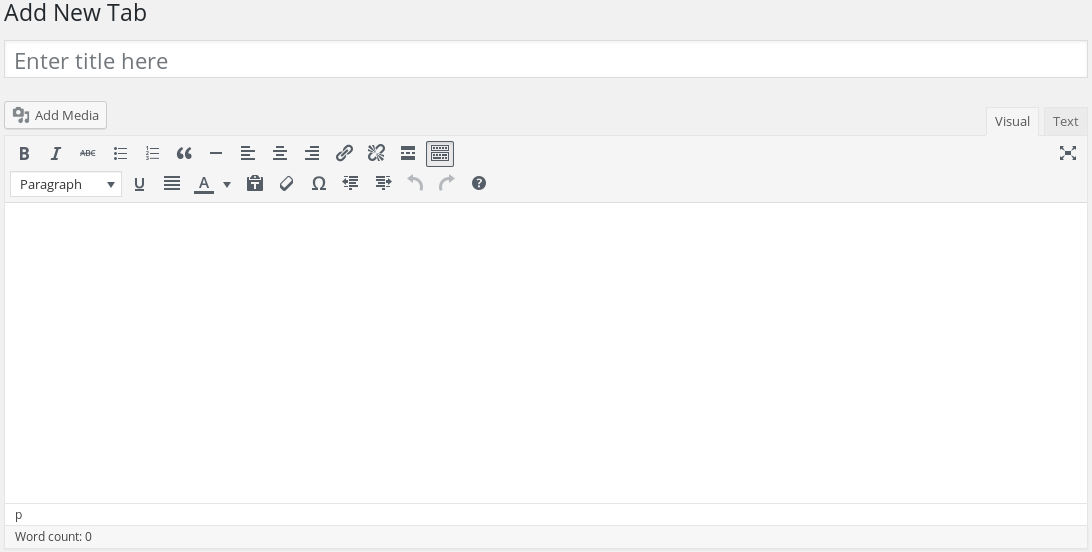 Add New Tab
Enter title here
Add Media
Visual Text
B I ABC
Paragraph U A T Ω ?
p
Word count: 0